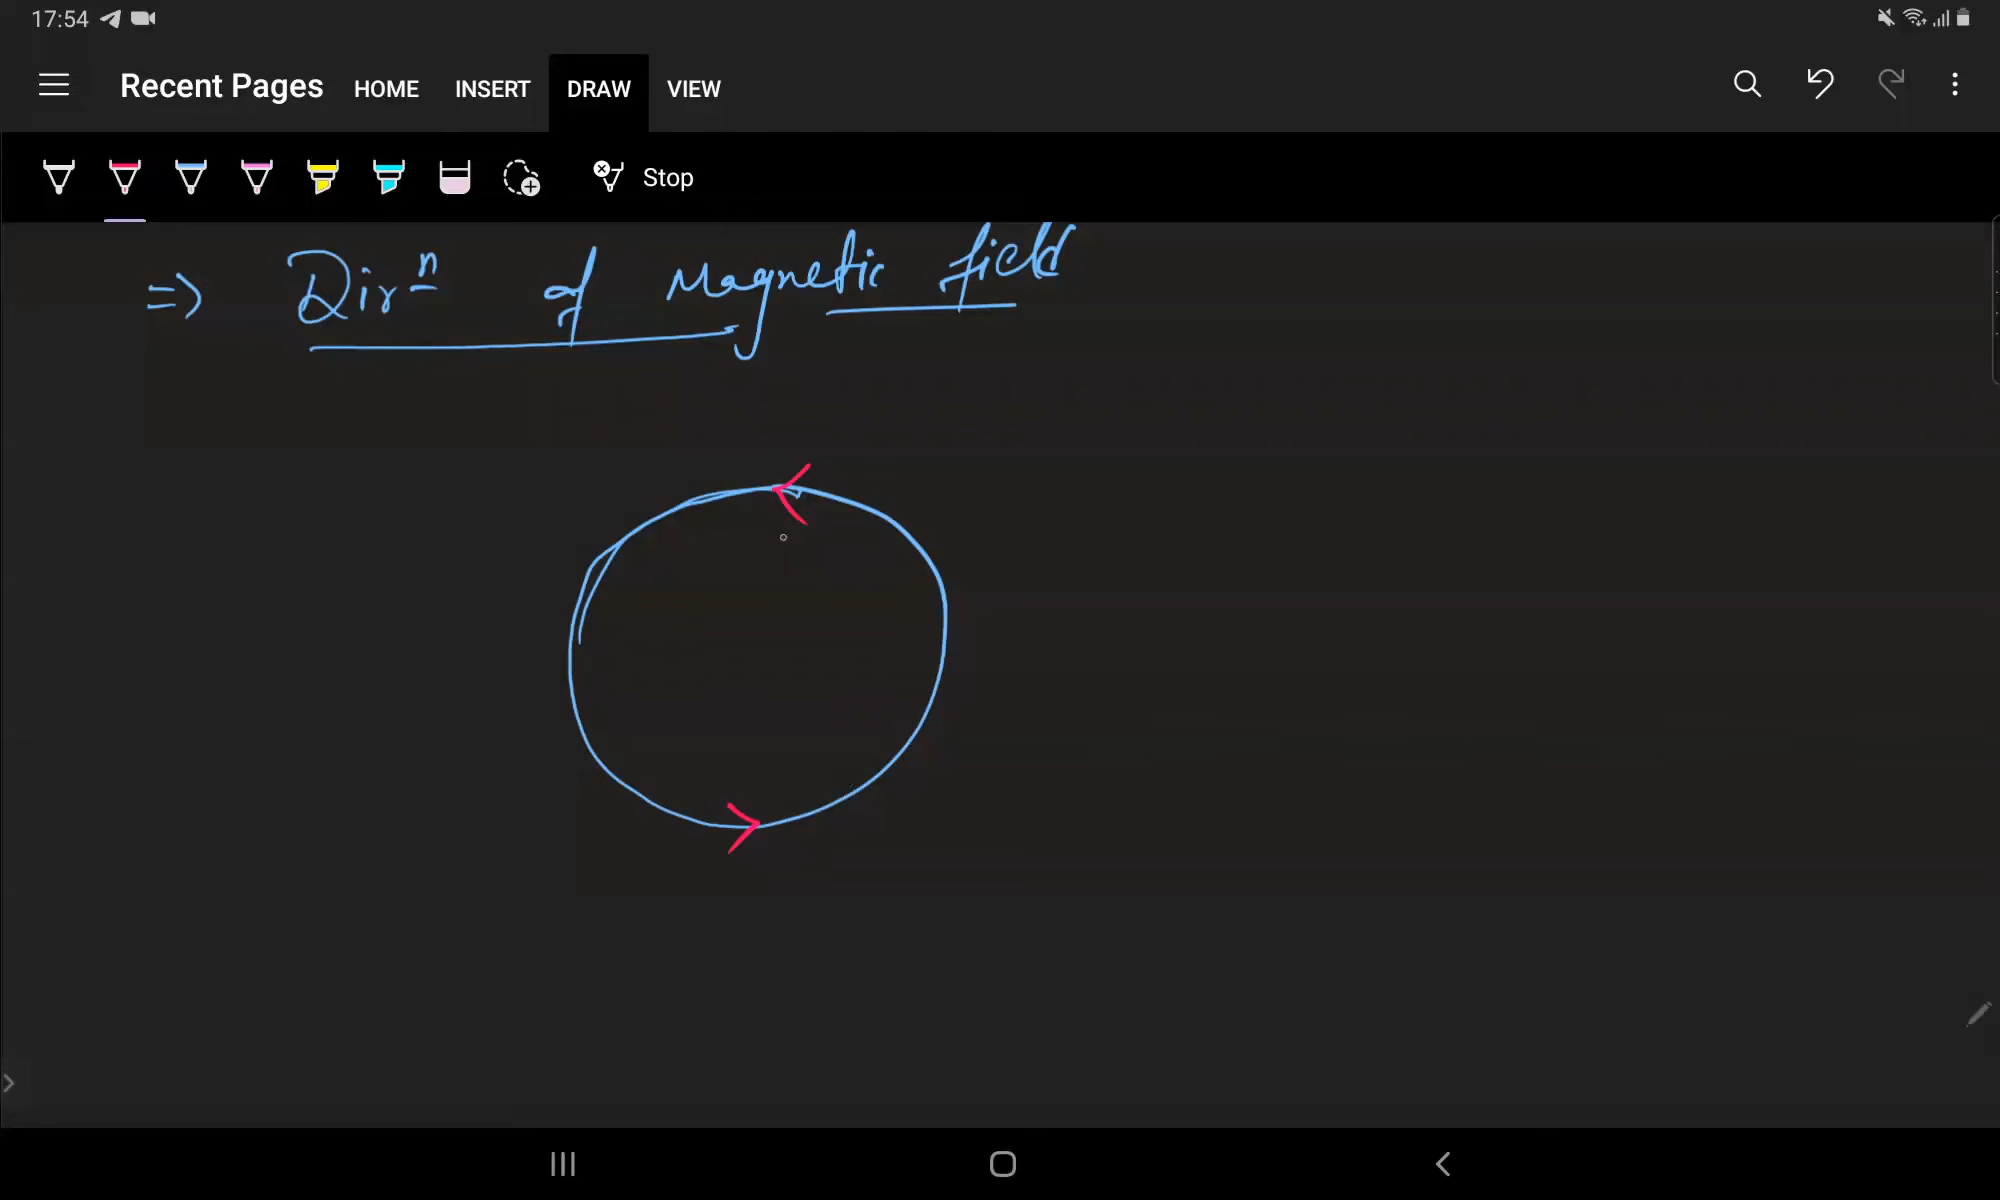 17:54
Recent Pages HOME INSERT DRAW VIEW
Stop
=> Dirⁿ of Magnetic field